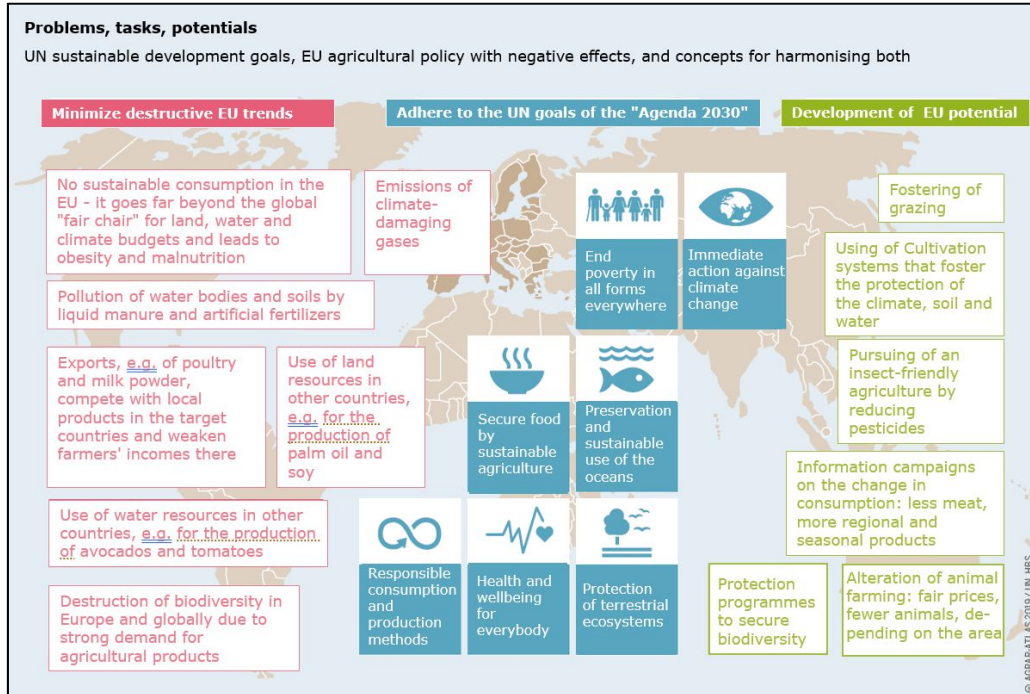 Problems, tasks, potentials
UN sustainable development goals, EU agricultural policy with negative effects, and concepts for harmonising both
Minimize destructive EU trends
Adhere to the UN goals of the "Agenda 2030"
Development of EU potential
No sustainable consumption in the
EU - it goes far beyond the global
"fair chair" for land, water and
climate budgets and leads to
obesity and malnutrition
Emissions of
climate-
damaging
gases
Pollution of water bodies and soils by
liquid manure and artificial fertilizers
Exports, e.g. of poultry
and milk powder,
compete with local
products in the target
countries and weaken
farmers' incomes there
Use of land
resources in
other countries,
e.g. for the
production of
palm oil and
soy
Use of water resources in other
countries, e.g. for the production
of avocados and tomatoes
Destruction of biodiversity in
Europe and globally due to
strong demand for
agricultural products
End
poverty in
all forms
everywhere
Immediate
action against
climate
change
Secure food
by
sustainable
agriculture
Preservation
and
sustainable
use of the
oceans
Responsible
consumption
and
production
methods
Health and
wellbeing
for
everybody
Protection
of terrestrial
ecosystems
Fostering of
grazing
Using of Cultivation
systems that foster
the protection of
the climate, soil and
water
Pursuing of an
insect-friendly
agriculture by
reducing
pesticides
Information campaigns
on the change in
consumption: less meat,
more regional and
seasonal products
Protection
programmes
to secure
biodiversity
Alteration of animal
farming: fair prices,
fewer animals, de-
pending on the area
© AGRAR-ATLAS 2019 / UN, HBS